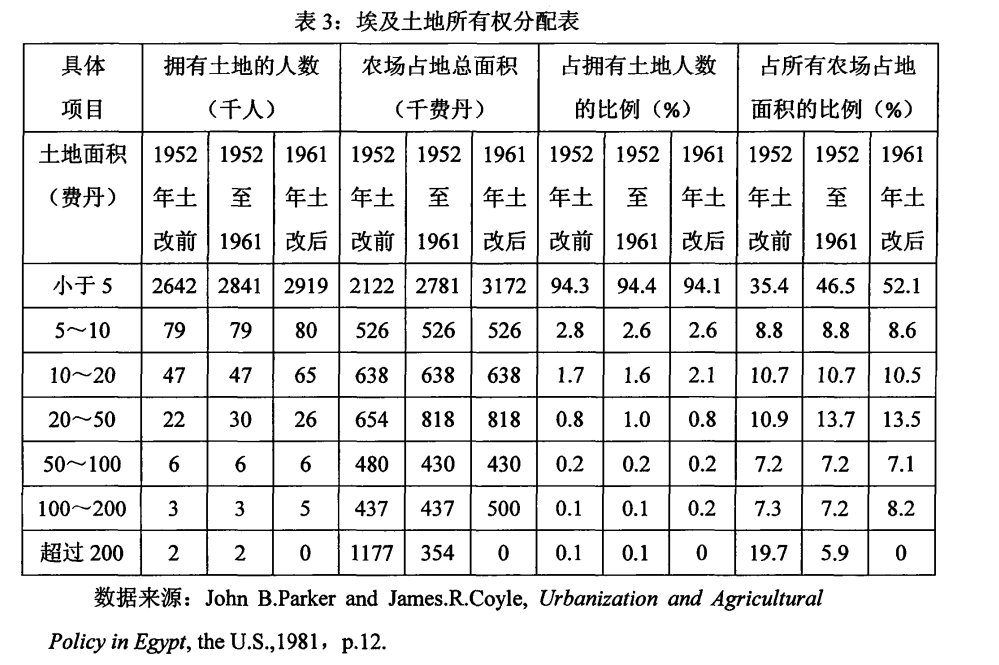 表 3：埃及土地所有权分配表
具体项目 拥有土地的人数（千人） 农场占地总面积（千费丹） 占拥有土地人数的比例（%） 占所有农场占地面积的比例（%）
土地面积（费丹） 1952年土改前 1952至1961 1961年土改后 1952年土改前 1952至1961 1961年土改后 1952年土改前 1952至1961 1961年土改后 1952年土改前 1952至1961 1961年土改后
小于 5 2642 2841 2919 2122 2781 3172 94.3 94.4 94.1 35.4 46.5 52.1
5～10 79 79 80 526 526 526 2.8 2.6 2.6 8.8 8.8 8.6
10～20 47 47 65 638 638 638 1.7 1.6 2.1 10.7 10.7 10.5
20～50 22 30 26 654 818 818 0.8 1.0 0.8 10.9 13.7 13.5
50～100 6 6 6 480 430 430 0.2 0.2 0.2 7.2 7.2 7.1
100～200 3 3 5 437 437 500 0.1 0.1 0.2 7.3 7.2 8.2
超过 200 2 2 0 1177 354 0 0.1 0.1 0 19.7 5.9 0
数据来源：John B.Parker and James.R.Coyle, Urbanization and Agricultural
Policy in Egypt, the U.S.,1981，p.12.